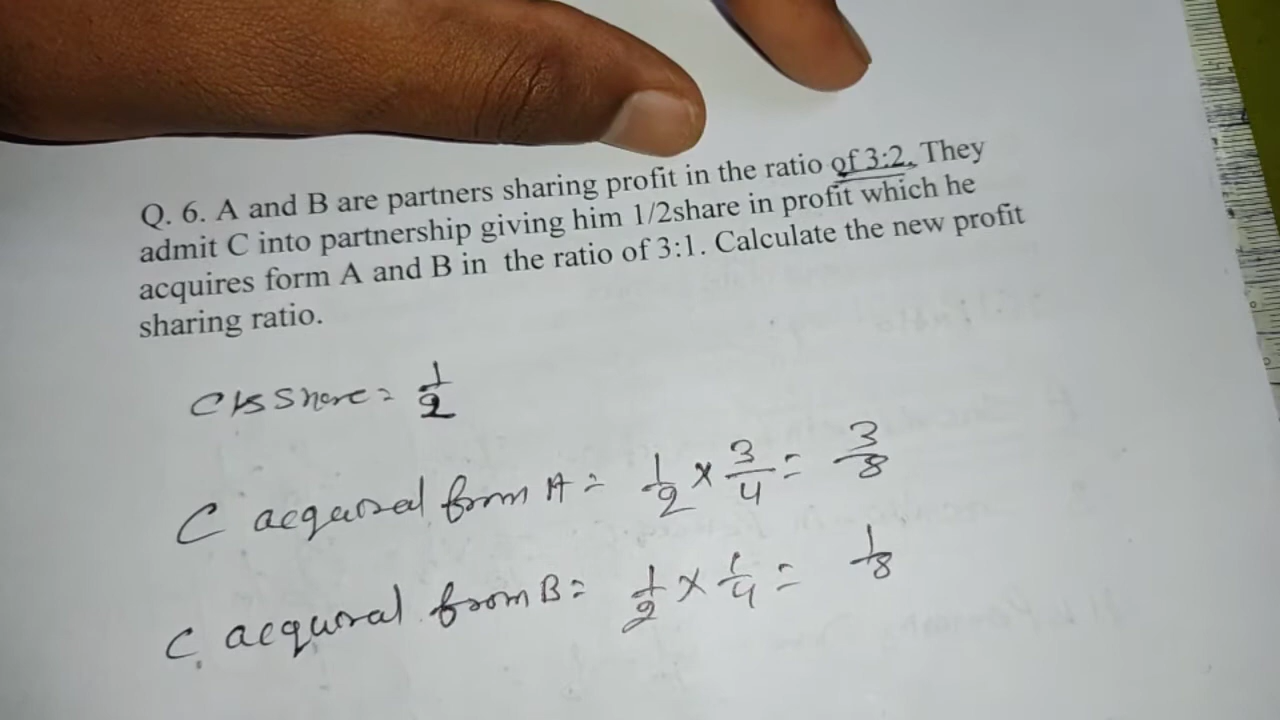 Q. 6. A and B are partners sharing profit in the ratio of 3:2. They
admit C into partnership giving him 1/2share in profit which he
acquires form A and B in the ratio of 3:1. Calculate the new profit
sharing ratio.
C 1s Share = 1/2
C acquired from A = 1/2 × 3/4 = 3/8
C acquired from B = 1/2 × 1/4 = 1/8